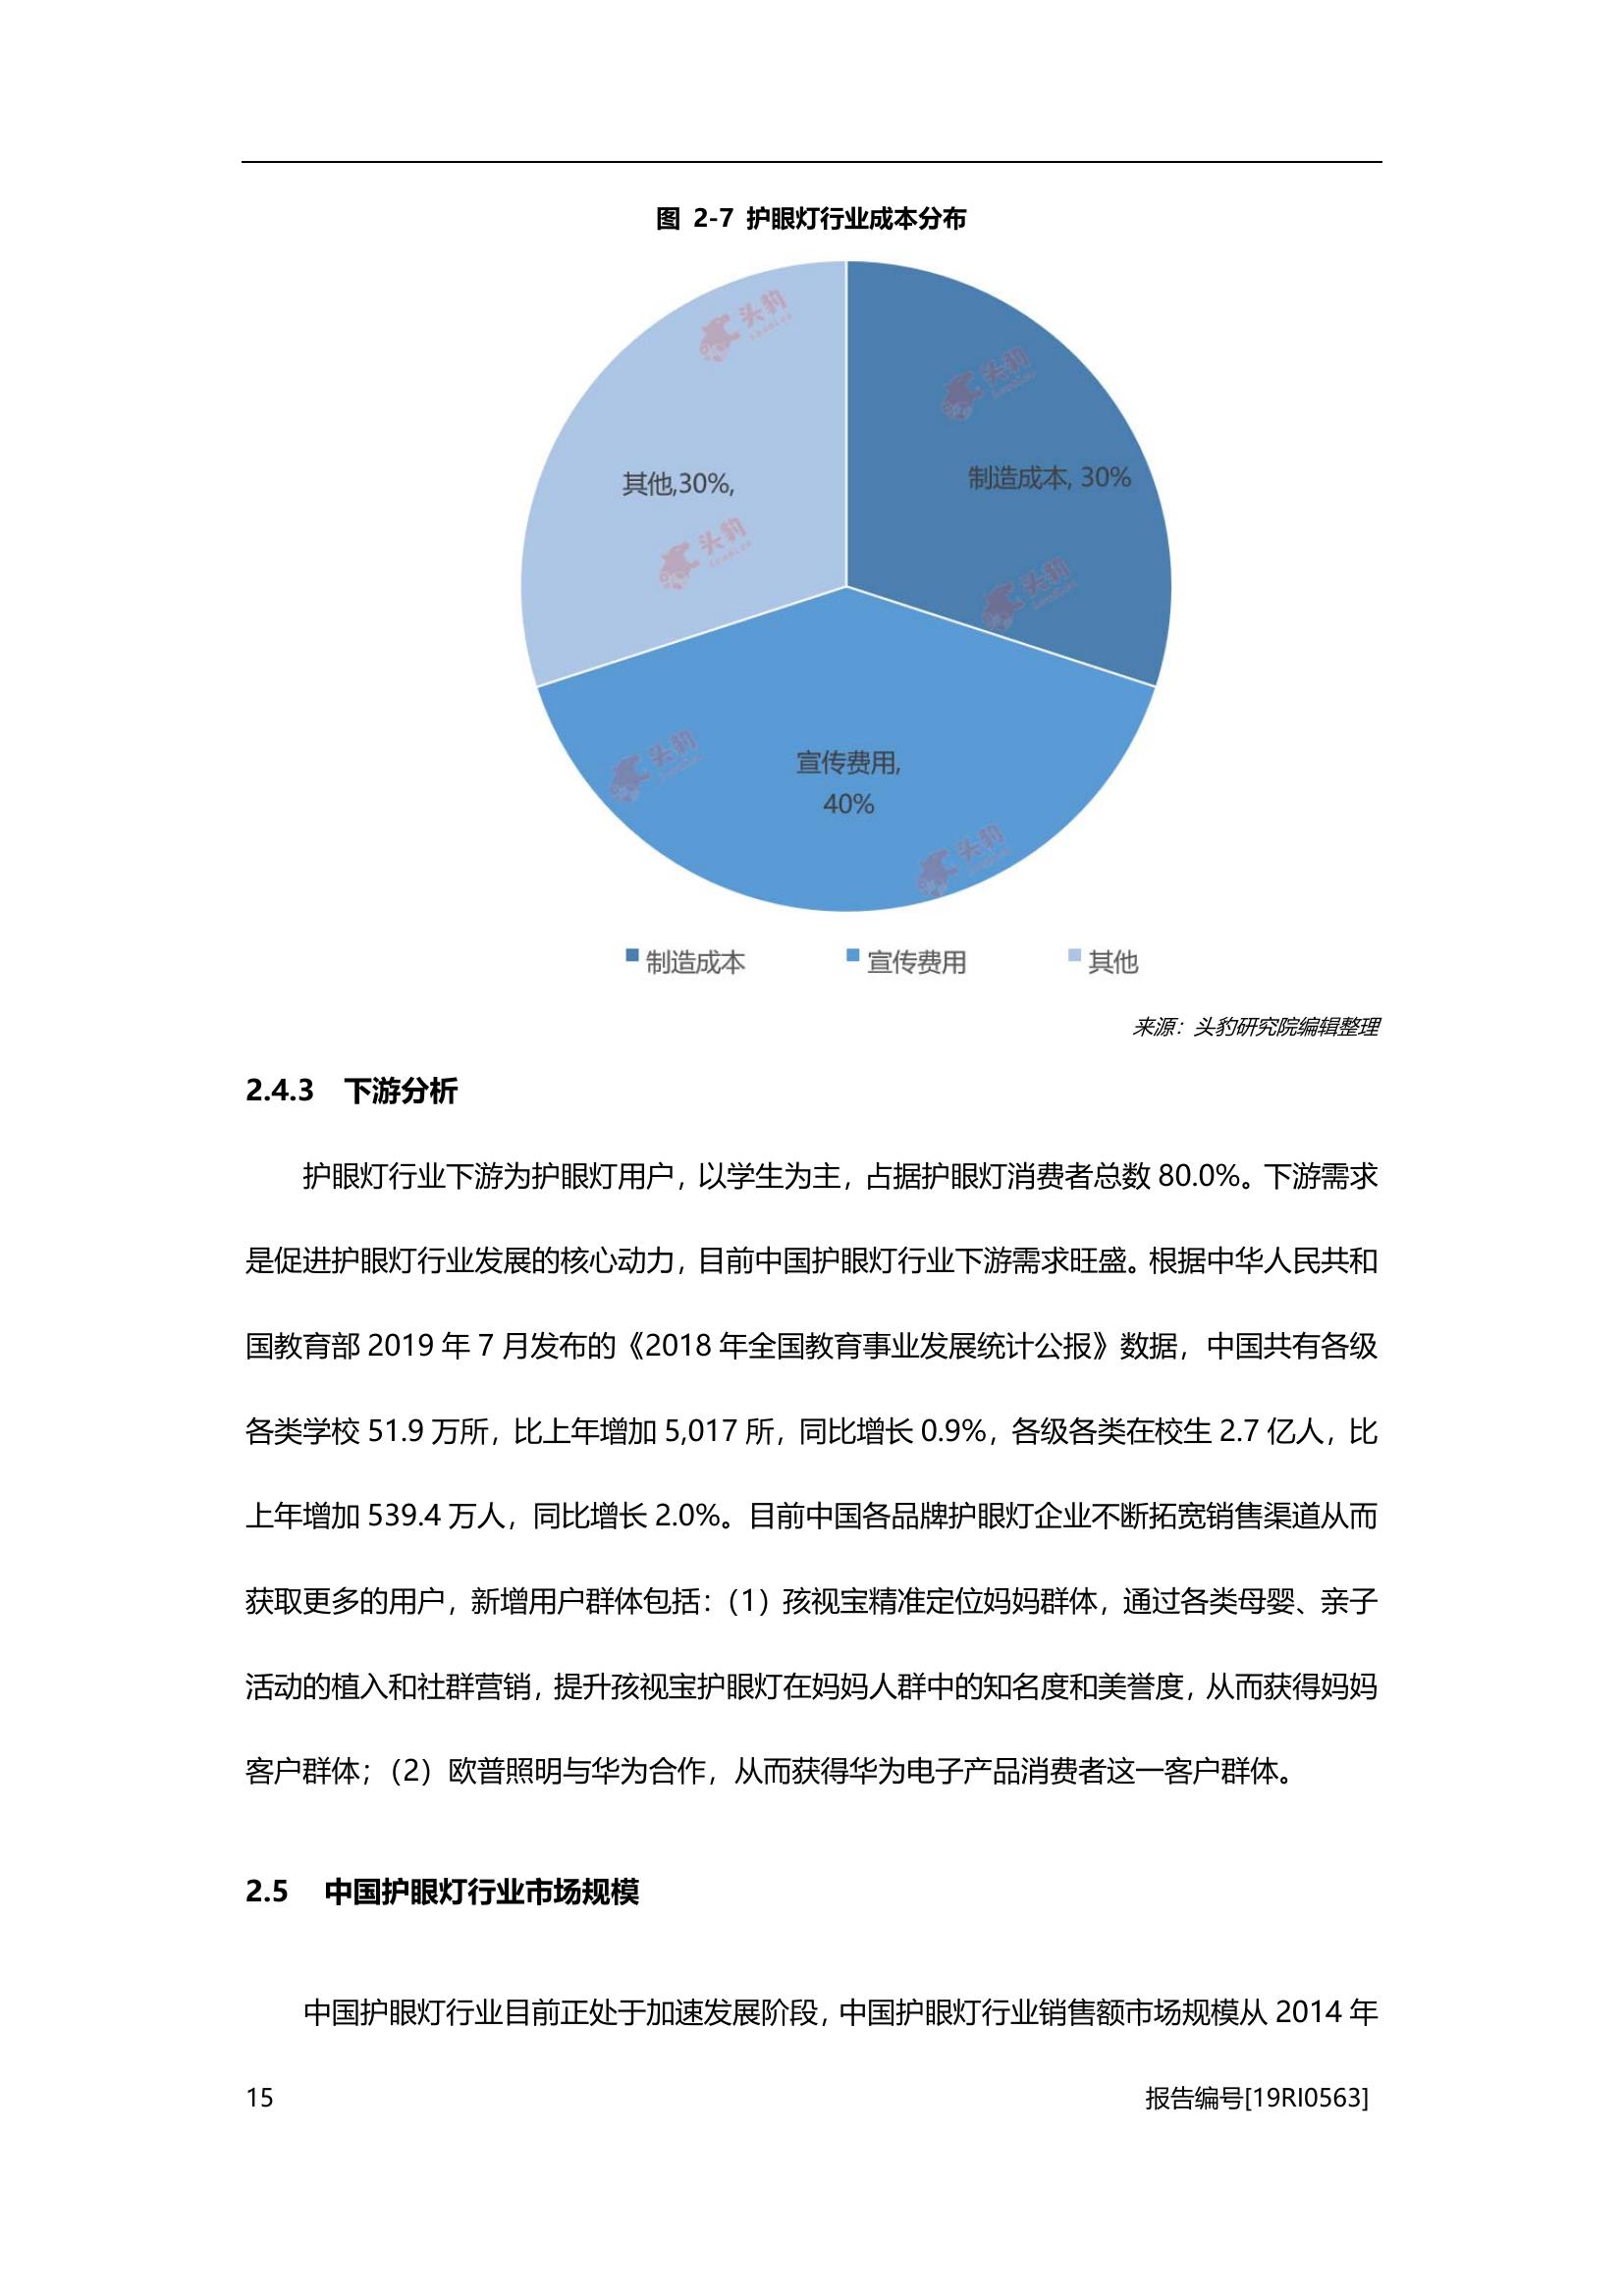 图 2-7 护眼灯行业成本分布
头豹
头豹
其他,30%,
制造成本, 30%
头豹
头豹
头豹
宣传费用,
40%
头豹
制造成本 宣传费用 其他
来源：头豹研究院编辑整理
2.4.3 下游分析
护眼灯行业下游为护眼灯用户，以学生为主，占据护眼灯消费者总数 80.0%。下游需求
是促进护眼灯行业发展的核心动力，目前中国护眼灯行业下游需求旺盛。根据中华人民共和
国教育部 2019 年 7 月发布的《2018 年全国教育事业发展统计公报》数据，中国共有各级
各类学校 51.9 万所，比上年增加 5,017 所，同比增长 0.9%，各级各类在校生 2.7 亿人，比
上年增加 539.4 万人，同比增长 2.0%。目前中国各品牌护眼灯企业不断拓宽销售渠道从而
获取更多的用户，新增用户群体包括：（1）孩视宝精准定位妈妈群体，通过各类母婴、亲子
活动的植入和社群营销，提升孩视宝护眼灯在妈妈人群中的知名度和美誉度，从而获得妈妈
客户群体；（2）欧普照明与华为合作，从而获得华为电子产品消费者这一客户群体。
2.5 中国护眼灯行业市场规模
中国护眼灯行业目前正处于加速发展阶段，中国护眼灯行业销售额市场规模从 2014 年
15 报告编号[19RI0563]